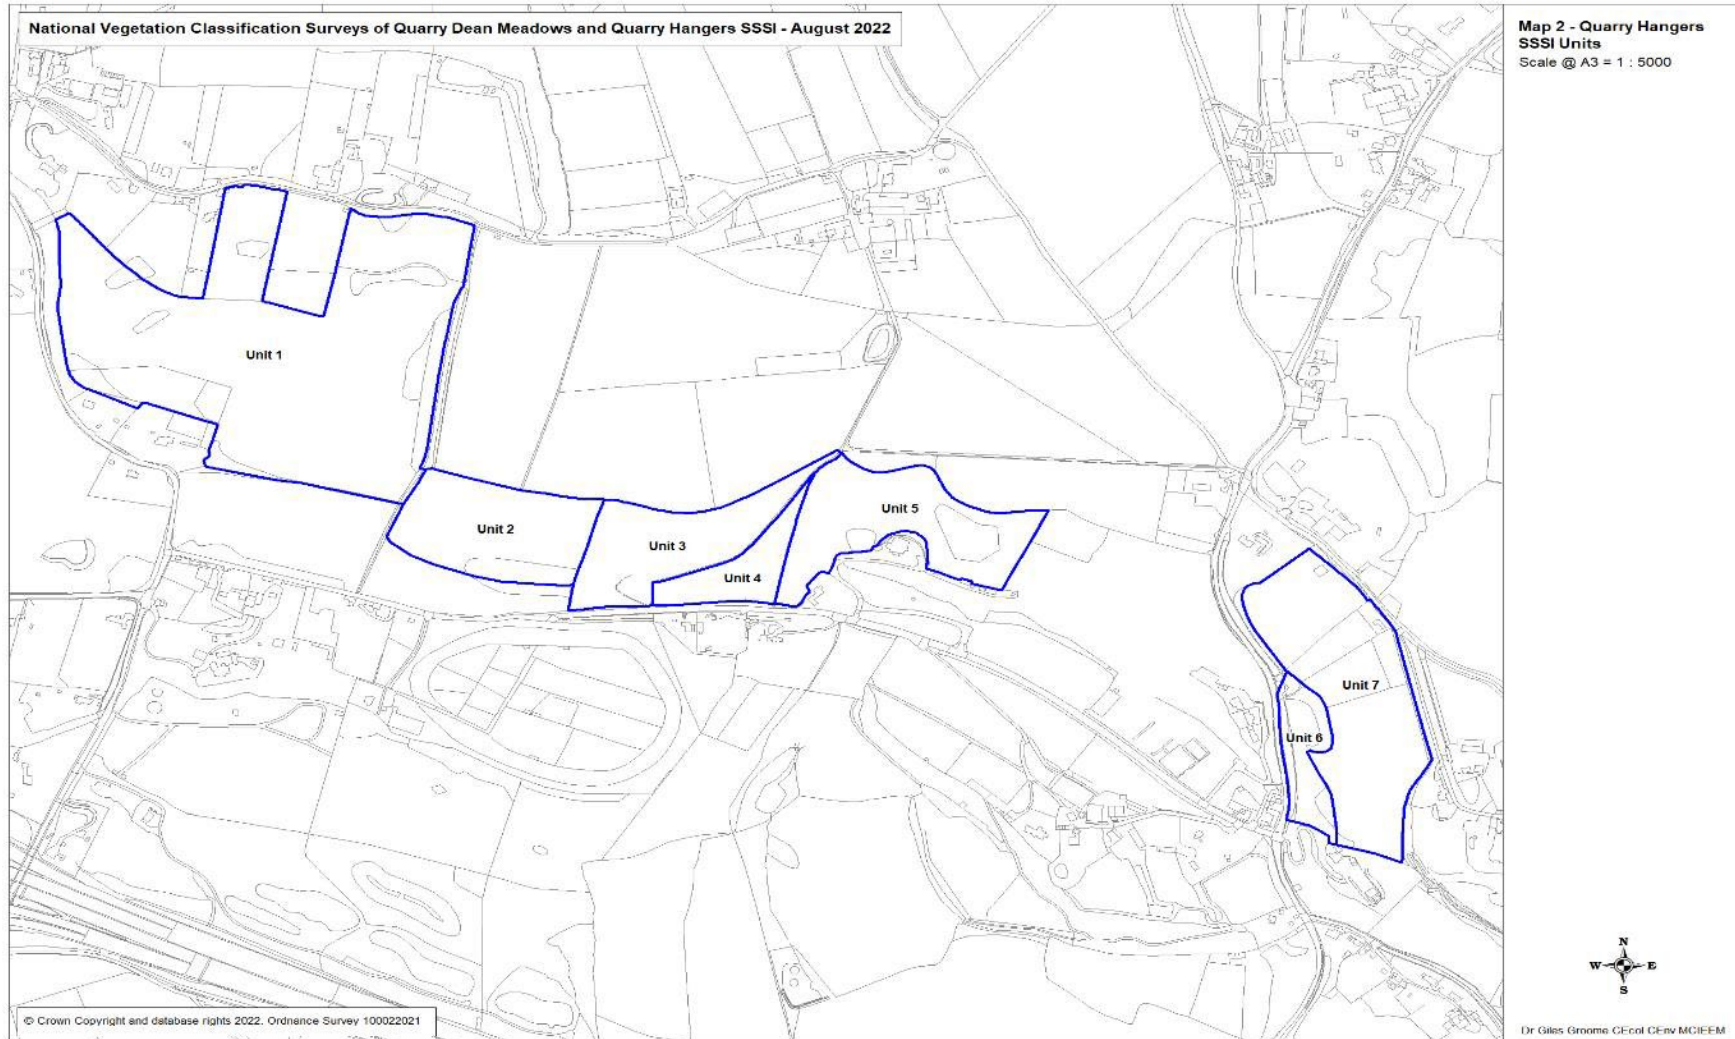 National Vegetation Classification Surveys of Quarry Dean Meadows and Quarry Hangers SSSI - August 2022
Map 2 - Quarry Hangers
SSSI Units
Scale @ A3 = 1 : 5000
Unit 1
Unit 2
Unit 3
Unit 4
Unit 5
Unit 6
Unit 7
N
W E
S
© Crown Copyright and database rights 2022. Ordnance Survey 100022021
Dr Giles Groome CEcol CEnv MCIEEM